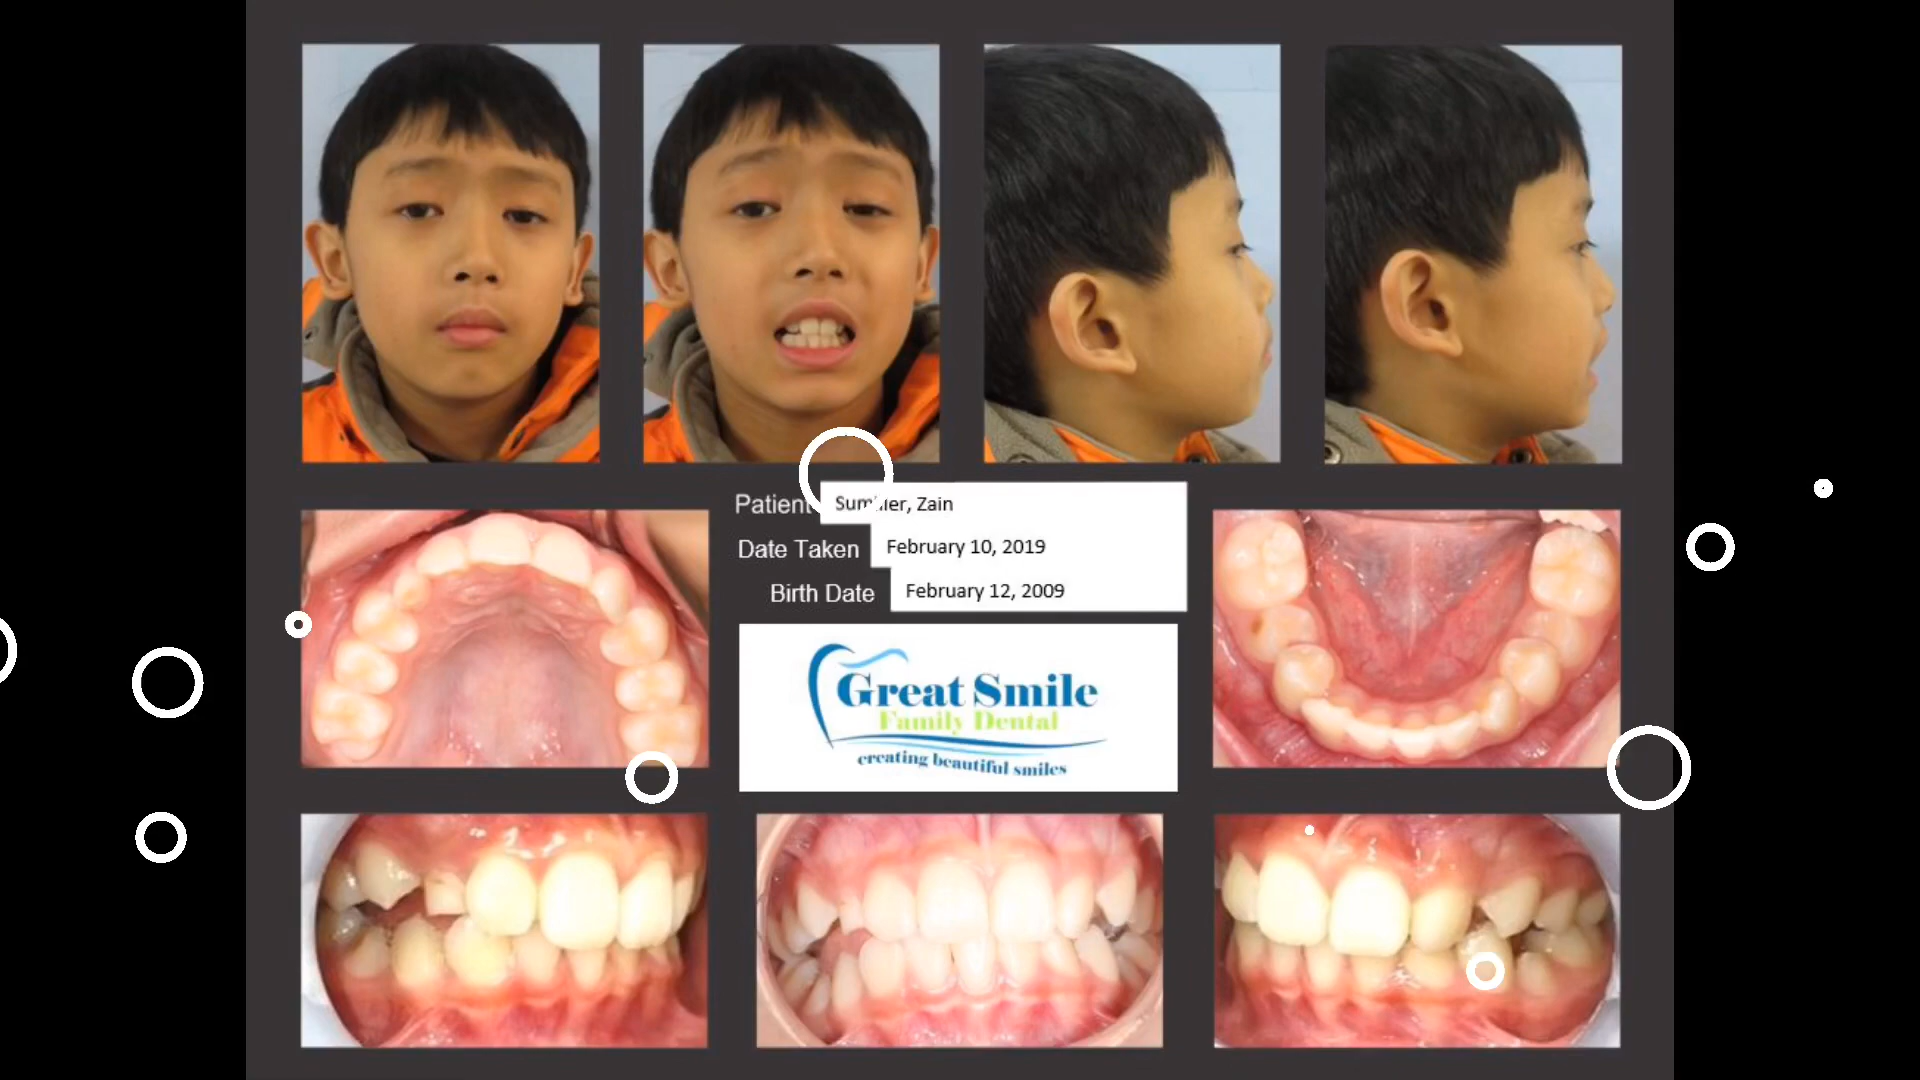 Patient Summer, Zain
Date Taken February 10, 2019
Birth Date February 12, 2009
Great Smile
Family Dental
creating beautiful smiles